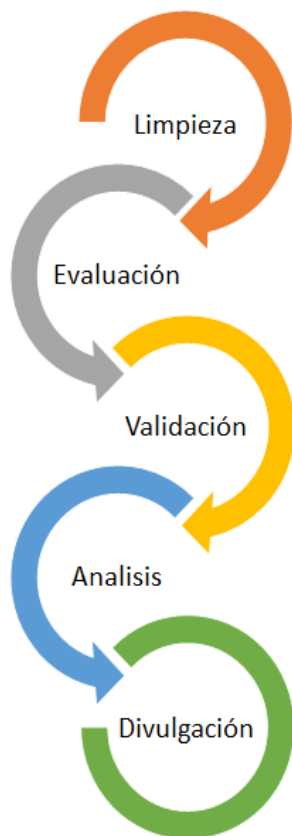 Limpieza
Evaluación
Validación
Analisis
Divulgación